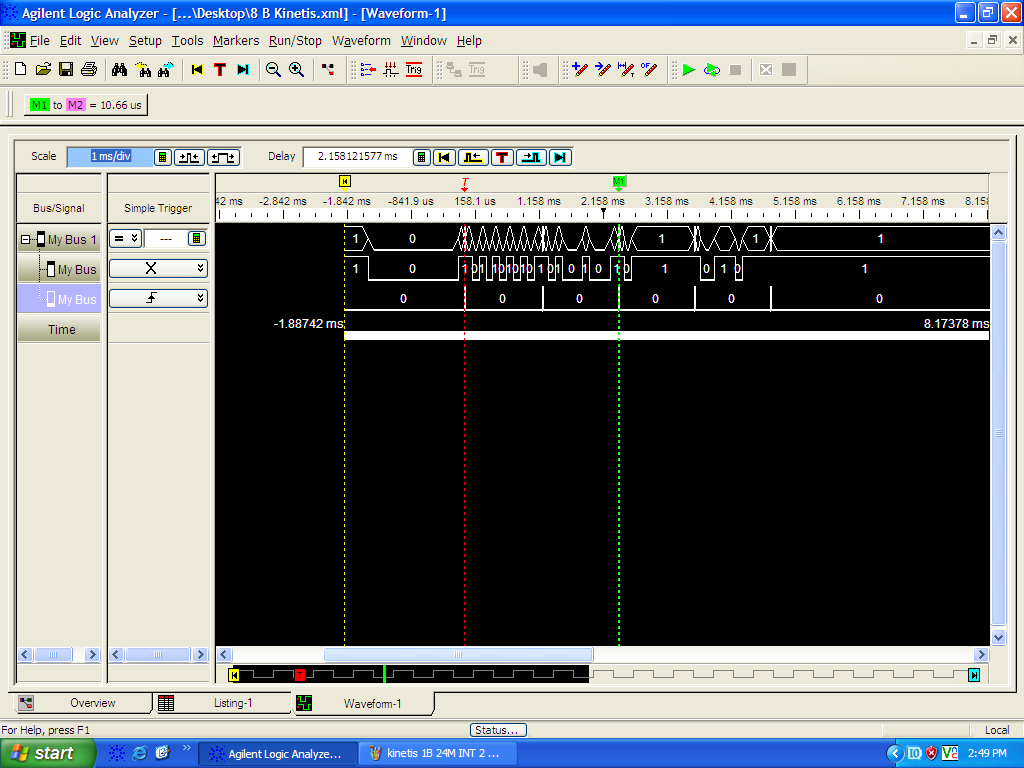 Agilent Logic Analyzer - [...\Desktop\8 B Kinetis.xml] - [Waveform-1]
File Edit View Setup Tools Markers Run/Stop Waveform Window Help
Trig Trig
M1 to M2 = 10.66 us
Scale 1 ms/div Delay 2.158121577 ms T
T M1
Bus/Signal Simple Trigger 42 ms -2.842 ms -1.842 ms -841.9 us 158.1 us 1.158 ms 2.158 ms 3.158 ms 4.158 ms 5.158 ms 6.158 ms 7.158 ms 8.158
My Bus 1 = --- 1 0 1 1 1
My Bus X 1 0 1 0 1 1 0 1 0 1 0 1 0 1 0 1 0 1 0 1 0 1 0 1
My Bus 0 0 0 0 0 0
Time -1.88742 ms 8.17378 ms
Overview Listing-1 Waveform-1
For Help, press F1 Status... Local
start Agilent Logic Analyze... kinetis 1B 24M INT 2 ... 2:49 PM